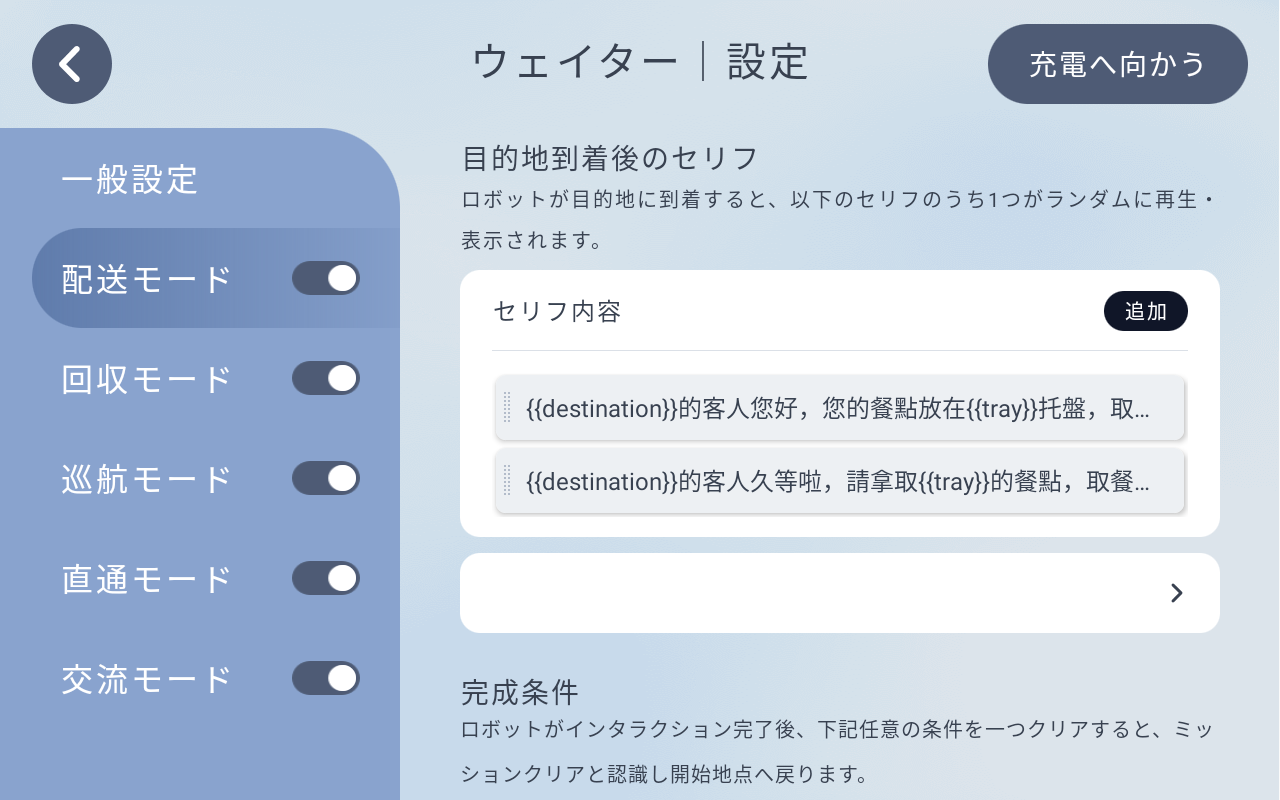 ウェイター｜設定
充電へ向かう
一般設定
配送モード
回収モード
巡航モード
直通モード
交流モード
目的地到着後のセリフ
ロボットが目的地に到着すると、以下のセリフのうち1つがランダムに再生・
表示されます。
セリフ内容
追加
{{destination}}的客人您好，您的餐點放在{{tray}}托盤，取...
{{destination}}的客人久等啦，請拿取{{tray}}的餐點，取餐...
完成条件
ロボットがインタラクション完了後、下記任意の条件を一つクリアすると、ミッ
ションクリアと認識し開始地点へ戻ります。